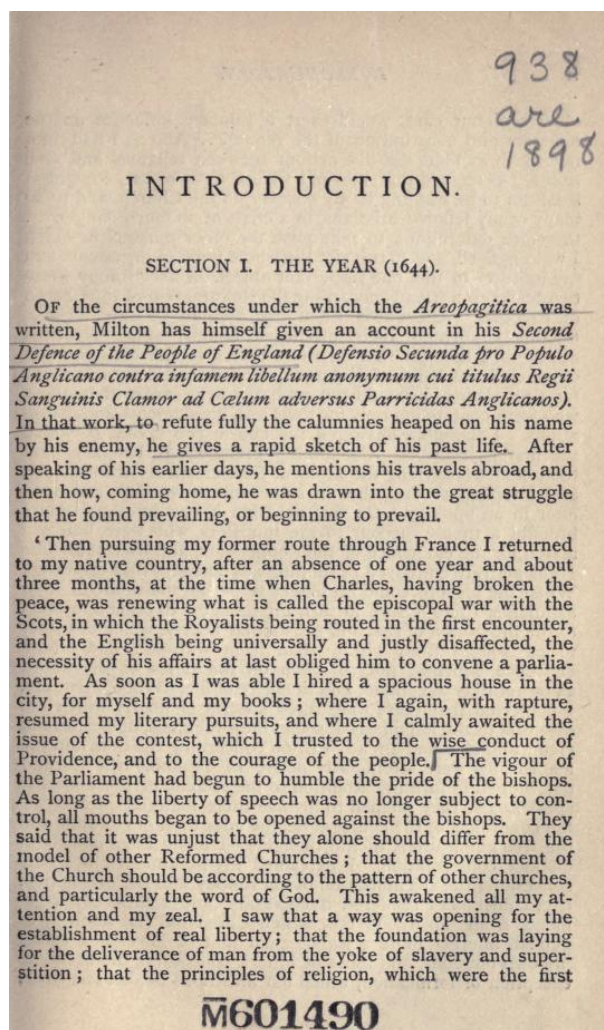 938
are
1898
INTRODUCTION.
SECTION I. THE YEAR (1644).
OF the circumstances under which the Areopagitica was
written, Milton has himself given an account in his Second
Defence of the People of England (Defensio Secunda pro Populo
Anglicano contra infamem libellum anonymum cui titulus Regii
Sanguinis Clamor ad Cælum adversus Parricidas Anglicanos).
In that work, to refute fully the calumnies heaped on his name
by his enemy, he gives a rapid sketch of his past life. After
speaking of his earlier days, he mentions his travels abroad, and
then how, coming home, he was drawn into the great struggle
that he found prevailing, or beginning to prevail.
‘Then pursuing my former route through France I returned
to my native country, after an absence of one year and about
three months, at the time when Charles, having broken the
peace, was renewing what is called the episcopal war with the
Scots, in which the Royalists being routed in the first encounter,
and the English being universally and justly disaffected, the
necessity of his affairs at last obliged him to convene a parlia-
ment. As soon as I was able I hired a spacious house in the
city, for myself and my books; where I again, with rapture,
resumed my literary pursuits, and where I calmly awaited the
issue of the contest, which I trusted to the wise conduct of
Providence, and to the courage of the people. The vigour of
the Parliament had begun to humble the pride of the bishops.
As long as the liberty of speech was no longer subject to con-
trol, all mouths began to be opened against the bishops. They
said that it was unjust that they alone should differ from the
model of other Reformed Churches; that the government of
the Church should be according to the pattern of other churches,
and particularly the word of God. This awakened all my at-
tention and my zeal. I saw that a way was opening for the
establishment of real liberty; that the foundation was laying
for the deliverance of man from the yoke of slavery and super-
stition; that the principles of religion, which were the first
M601490